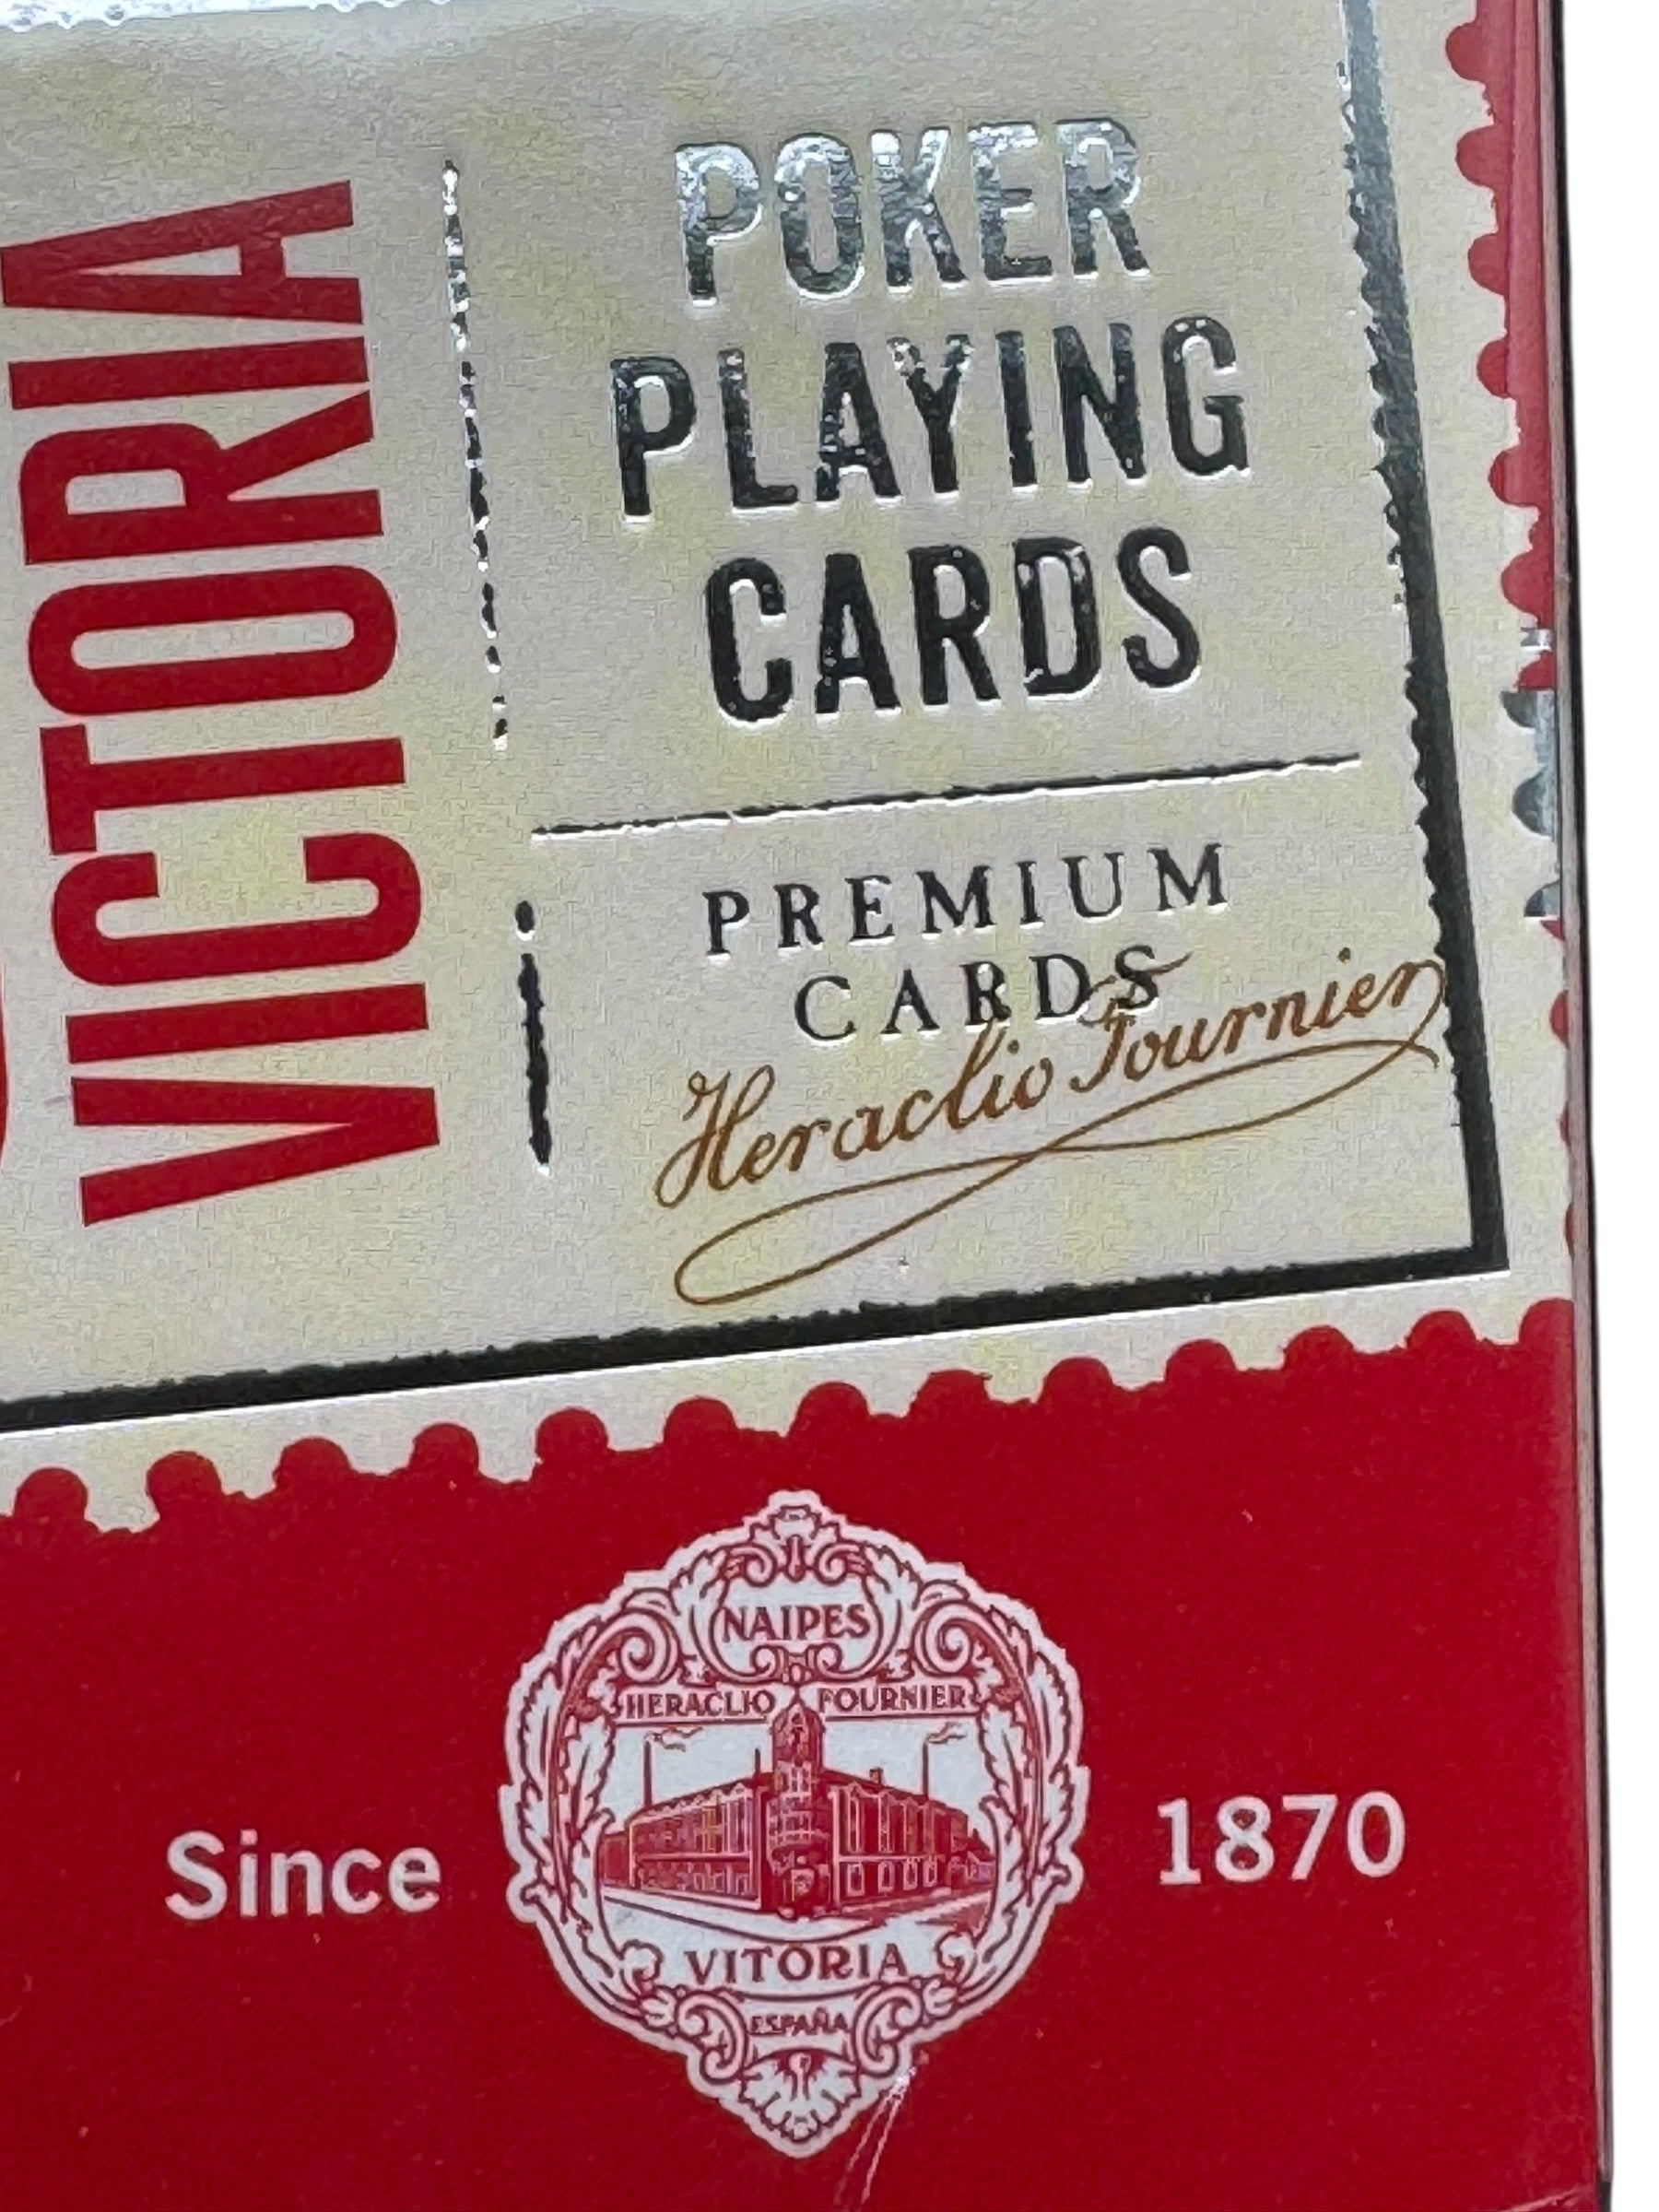 VICTORIA
POKER
PLAYING
CARDS
PREMIUM
CARDS
Heraclio Fournier
NAIPES
HERACLIO FOURNIER
Since
1870
VITORIA
ESPAÑA